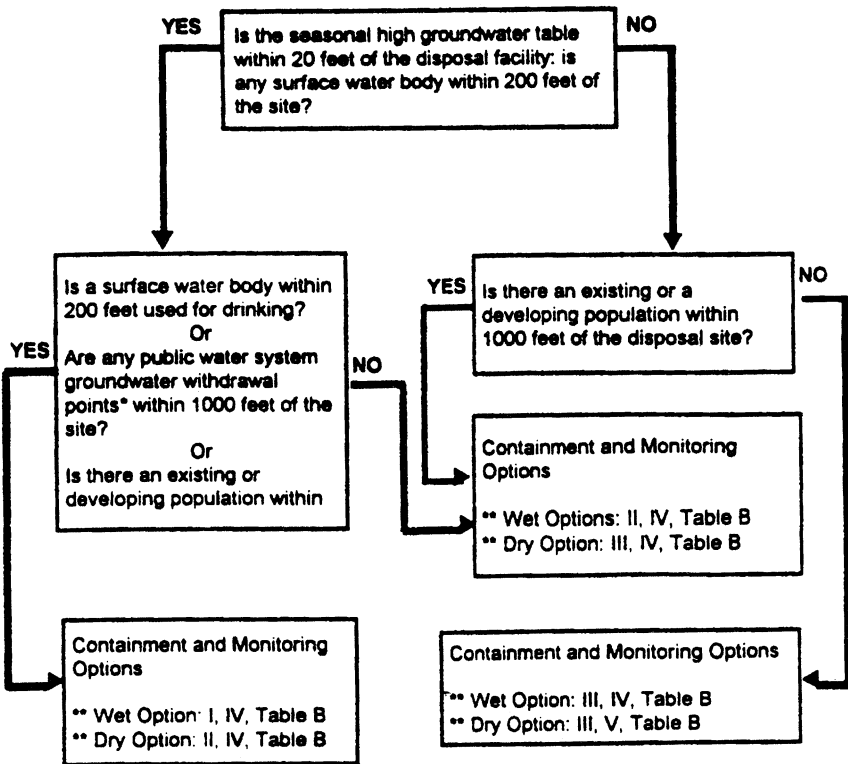 YES
Is the seasonal high groundwater table
within 20 feet of the disposal facility: is
any surface water body within 200 feet of
the site?
NO
Is a surface water body within
200 feet used for drinking?
Or
Are any public water system
groundwater withdrawal
points* within 1000 feet of the
site?
Or
Is there an existing or
developing population within
YES
NO
YES
Is there an existing or a
developing population within
1000 feet of the disposal site?
NO
Containment and Monitoring
Options
** Wet Options: II, IV, Table B
** Dry Option: III, IV, Table B
Containment and Monitoring
Options
** Wet Option: I, IV, Table B
** Dry Option: II, IV, Table B
Containment and Monitoring Options
** Wet Option: III, IV, Table B
** Dry Option: III, V, Table B